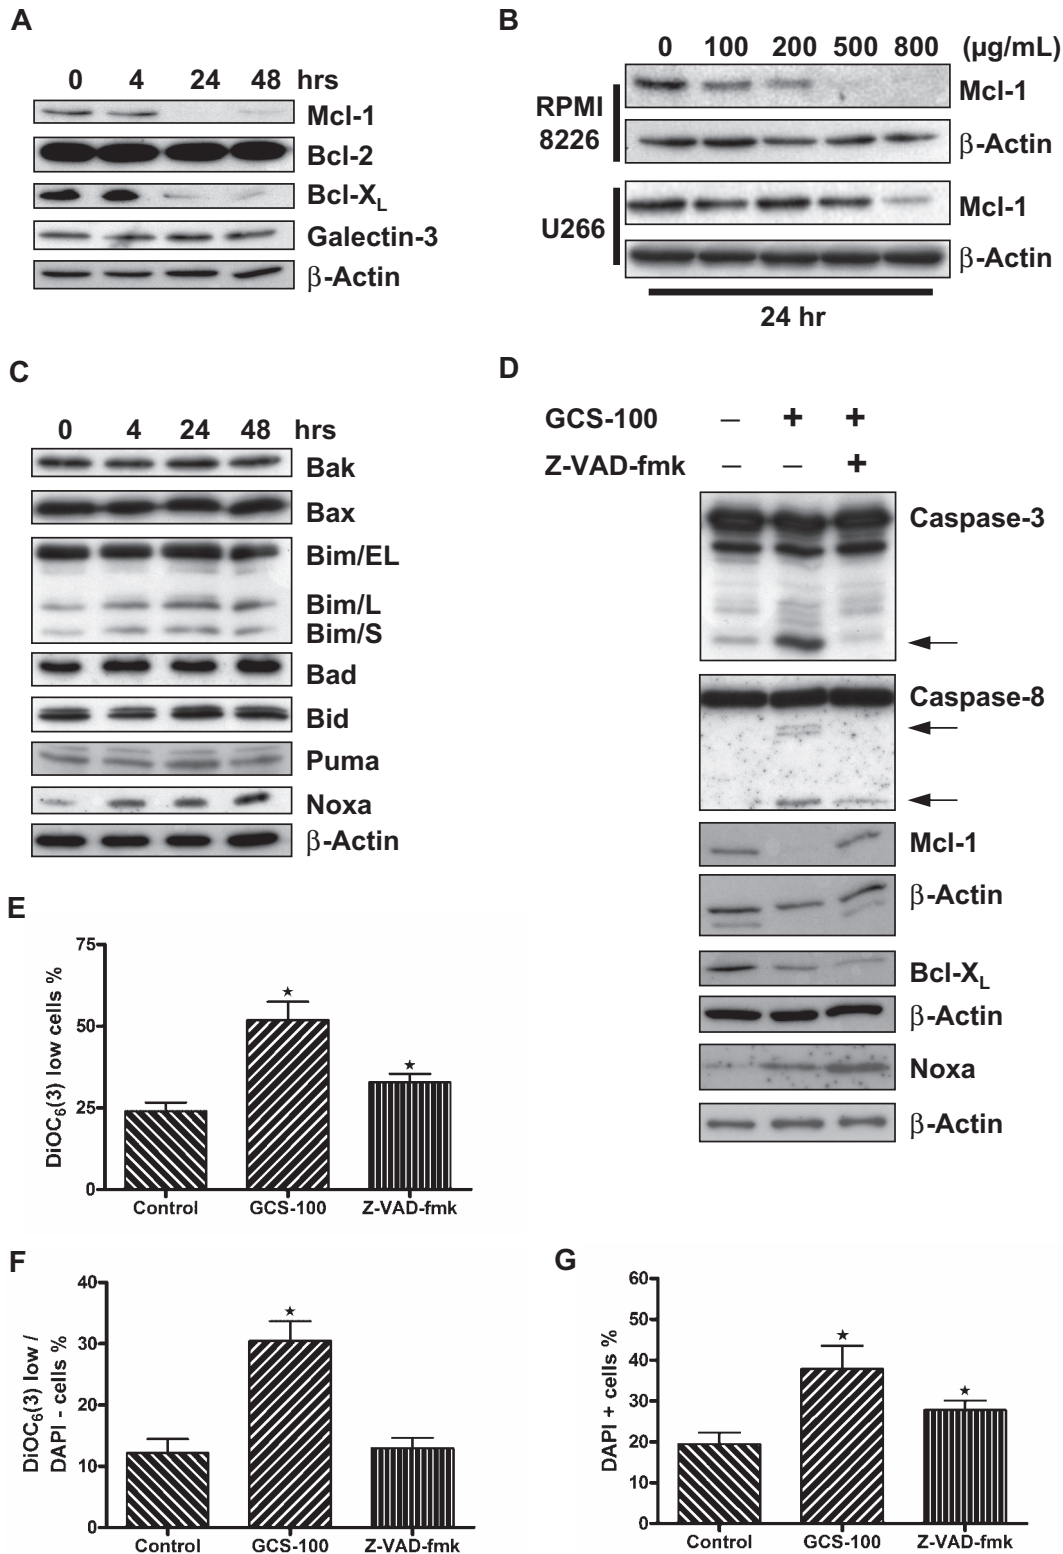 A
0 4 24 48 hrs
Mcl-1
Bcl-2
Bcl-XL
Galectin-3
β-Actin
B
0 100 200 500 800 (µg/mL)
RPMI
8226
Mcl-1
β-Actin
U266
Mcl-1
β-Actin
24 hr
C
0 4 24 48 hrs
Bak
Bax
Bim/EL
Bim/L
Bim/S
Bad
Bid
Puma
Noxa
β-Actin
D
GCS-100 – + +
Z-VAD-fmk – – +
Caspase-3
Caspase-8
Mcl-1
β-Actin
Bcl-XL
β-Actin
Noxa
β-Actin
E
DiOC6(3) low cells %
75
50
25
0
Control GCS-100 Z-VAD-fmk
F
DiOC6(3) low /
DAPI - cells %
40
30
20
10
0
Control GCS-100 Z-VAD-fmk
G
DAPI + cells %
60
50
40
30
20
10
0
Control GCS-100 Z-VAD-fmk